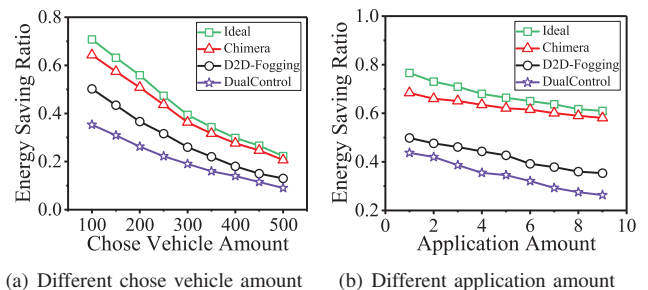 0.8
0.6
0.4
0.2
0.0
Energy Saving Ratio
Ideal
Chimera
D2D-Fogging
DualControl
100 200 300 400 500
Chose Vehicle Amount
(a) Different chose vehicle amount
1.0
0.8
0.6
0.4
0.2
Energy Saving Ratio
Ideal
Chimera
D2D-Fogging
DualControl
0 2 4 6 8 10
Application Amount
(b) Different application amount